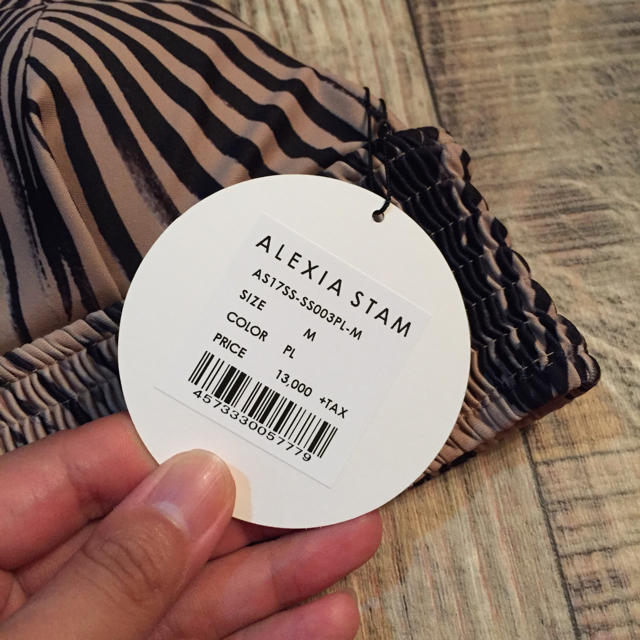 ALEXIA STAM
AS17SS-SS003PL-M
SIZE M
COLOR PL
PRICE 13,000 +TAX
4573330057779